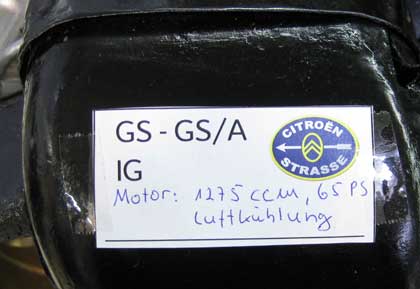 GS - GS/A
IG
CITROËN
STRASSE
Motor: 1275 ccm, 65 PS
Luftkühlung